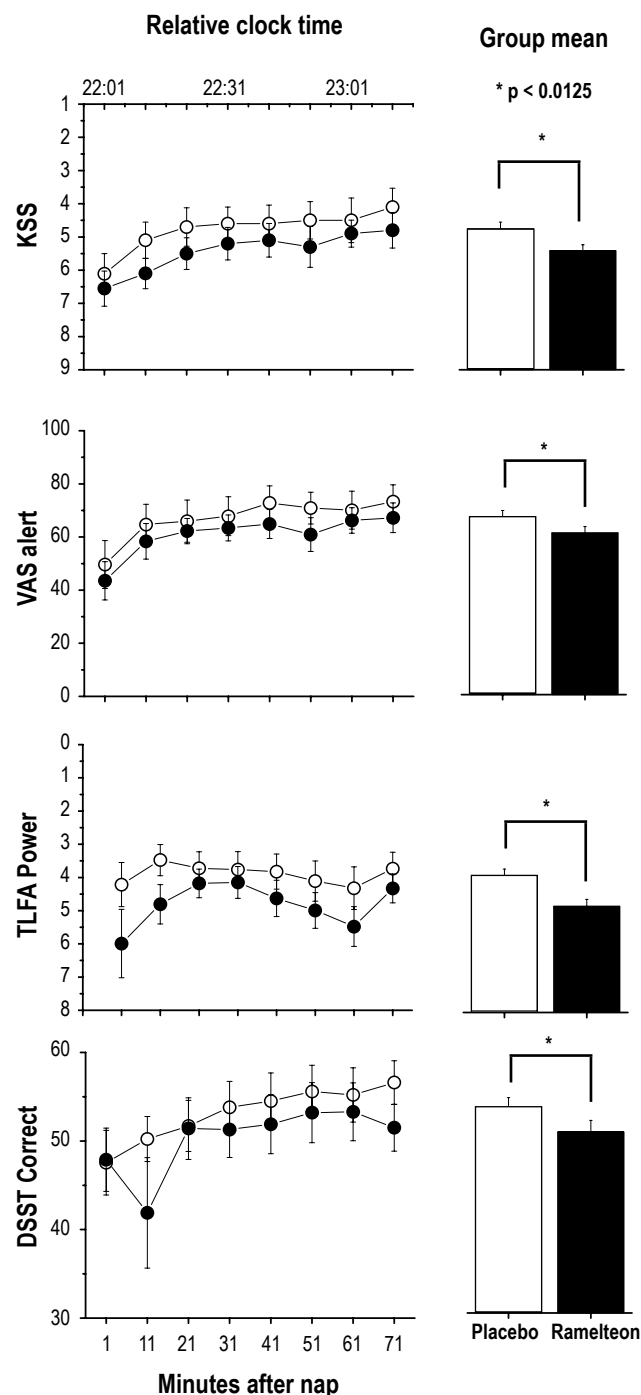 Relative clock time
Group mean
22:01 22:31 23:01
* p < 0.0125
KSS
1
2
3
4
5
6
7
8
9
*
VAS alert
100
80
60
40
20
0
*
TLFA Power
0
1
2
3
4
5
6
7
8
*
DSST Correct
60
50
40
30
*
1 11 21 31 41 51 61 71
Minutes after nap
Placebo Ramelteon